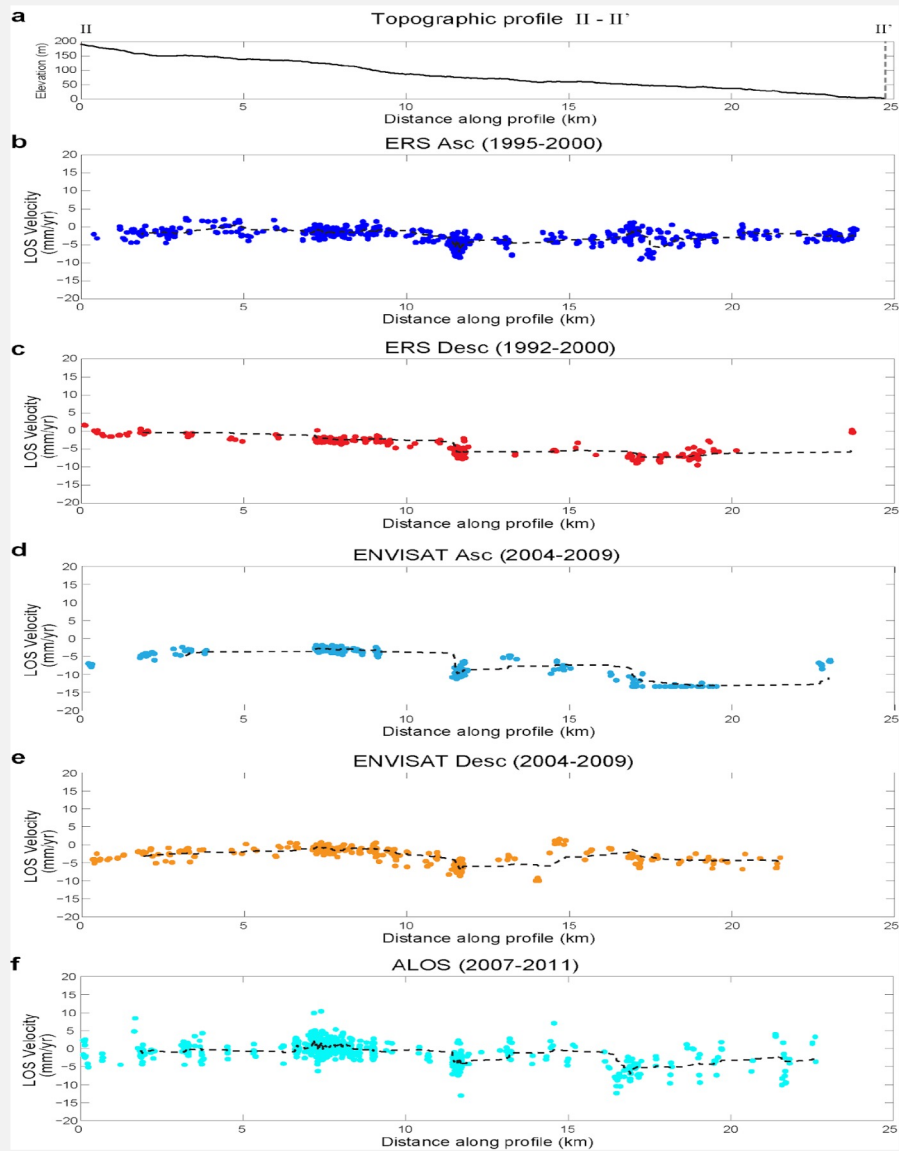 a
Topographic profile II - II’
II
II’
Elevation (m)
200
150
100
50
0
0
5
10
15
20
25
Distance along profile (km)
b
ERS Asc (1995-2000)
LOS Velocity
(mm/yr)
20
15
10
5
0
−5
−10
−15
−20
0
5
10
15
20
25
Distance along profile (km)
c
ERS Desc (1992-2000)
LOS Velocity
(mm/yr)
20
15
10
5
0
−5
−10
−15
−20
0
5
10
15
20
25
Distance along profile (km)
d
ENVISAT Asc (2004-2009)
LOS Velocity
(mm/yr)
20
15
10
5
0
−5
−10
−15
−20
0
5
10
15
20
25
Distance along profile (km)
e
ENVISAT Desc (2004-2009)
LOS Velocity
(mm/yr)
20
15
10
5
0
−5
−10
−15
−20
0
5
10
15
20
25
Distance along profile (km)
f
ALOS (2007-2011)
LOS Velocity
(mm/yr)
20
15
10
5
0
−5
−10
−15
−20
0
5
10
15
20
25
Distance along profile (km)